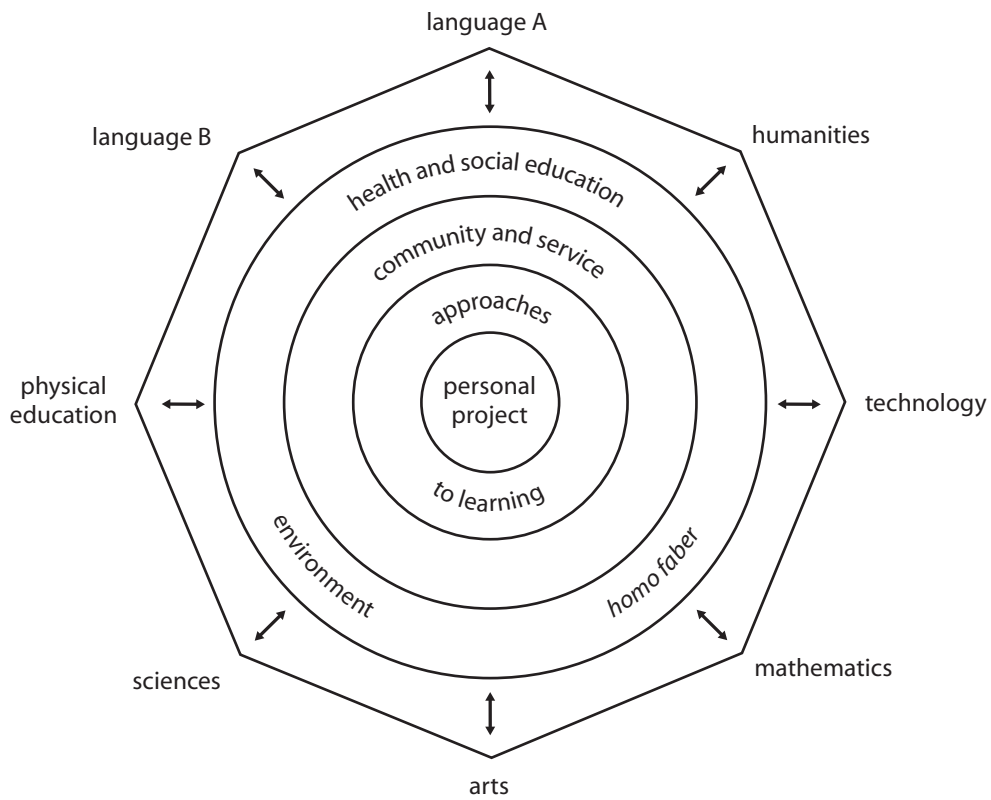 language A
language B
humanities
health and social education
community and service
approaches
physical
education
personal
project
technology
to learning
environment
homo faber
sciences
mathematics
arts